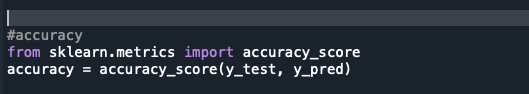 #accuracy
from sklearn.metrics import accuracy_score
accuracy = accuracy_score(y_test, y_pred)